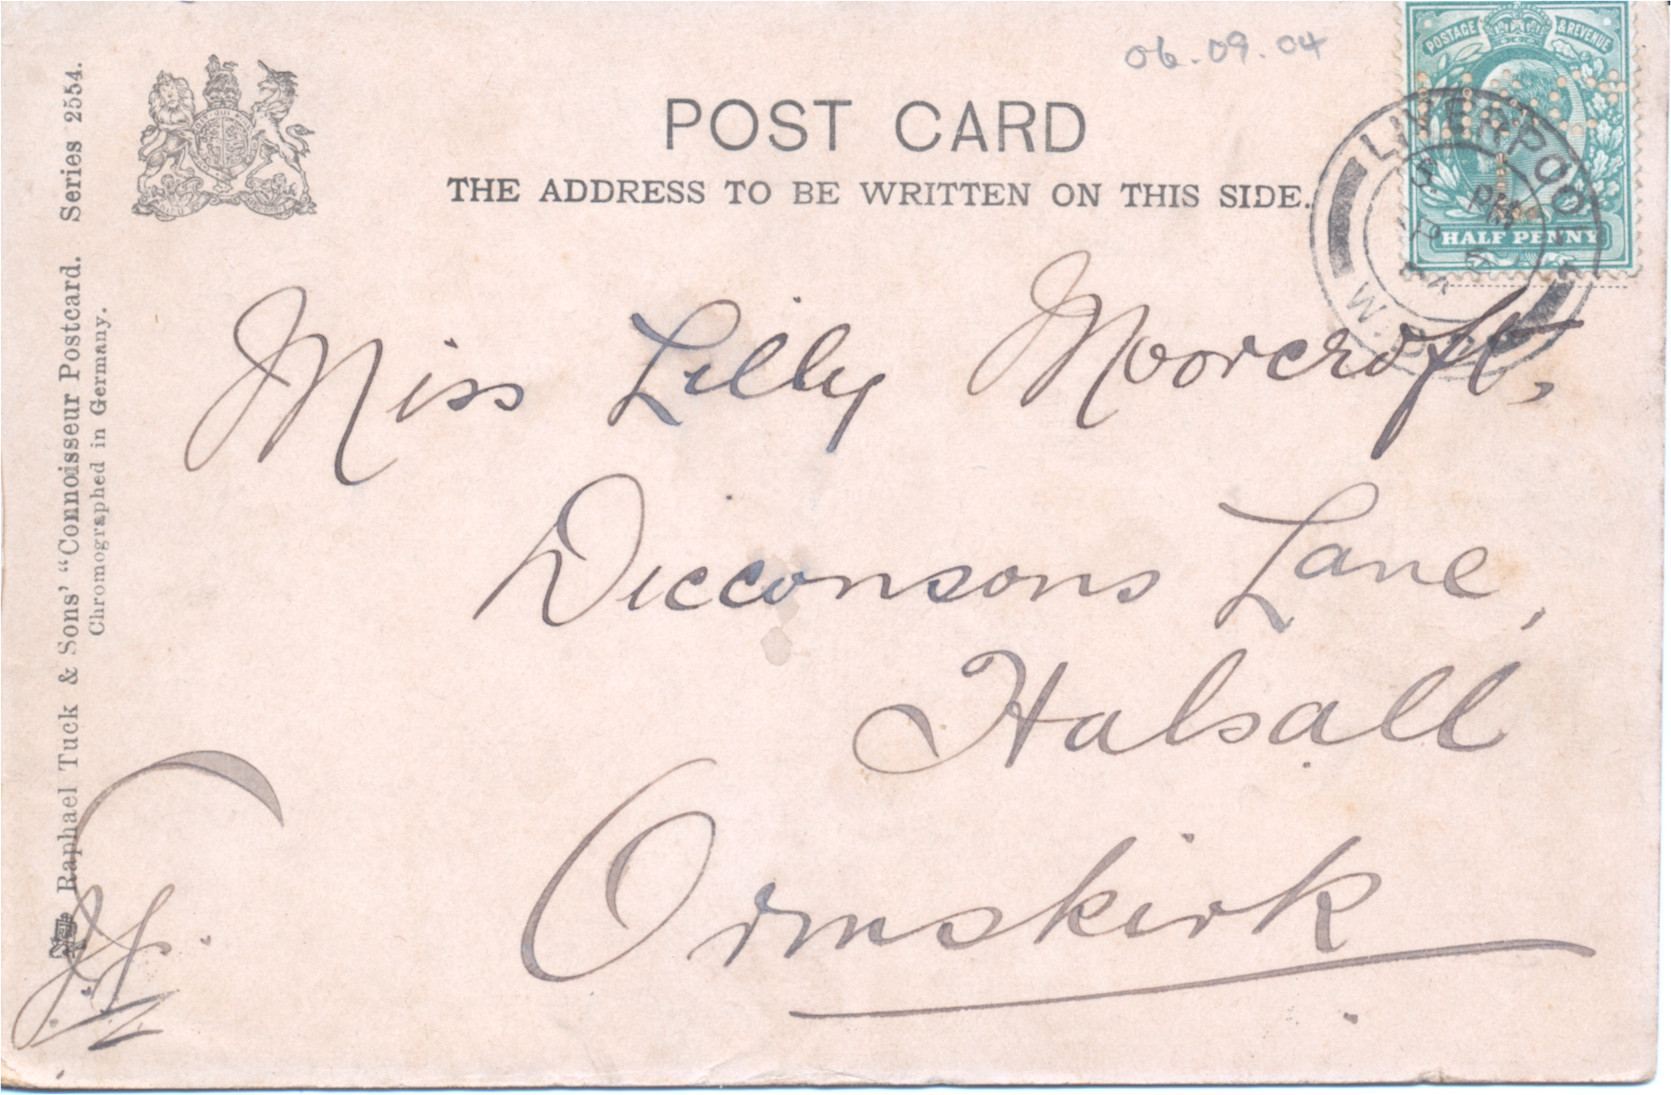 06.09.04
POSTAGE & REVENUE
POST CARD
THE ADDRESS TO BE WRITTEN ON THIS SIDE.
HALF PENNY
LIVERPOOL
Miss Lilly Moorcroft,
Dicconsons Lane,
Halsall
Ormskirk
Raphael Tuck & Sons' "Connoisseur Postcard. Series 2554.
Chromographed in Germany.